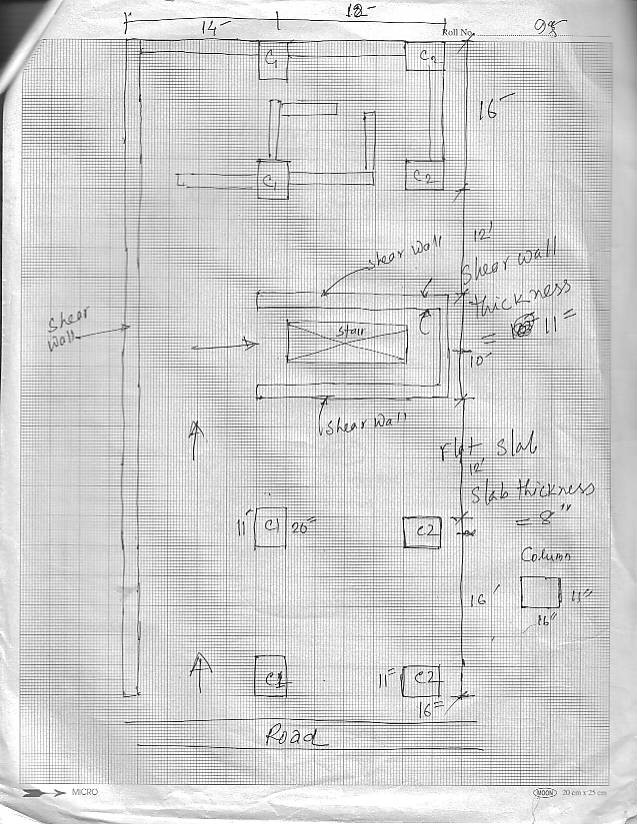 14' 12'
Roll No. 98
C1 C2
16'
C1 C2
12'
shear wall
Shear wall
thickness
= 11"
Shear
wall
stair
C
10'
shear wall
Flat slab
12'
Slab thickness
= 8"
11" C1 20" C2
Column
11"
16"
16'
C1 11" C2
16"
Road
MICRO MOON 20 cm x 25 cm